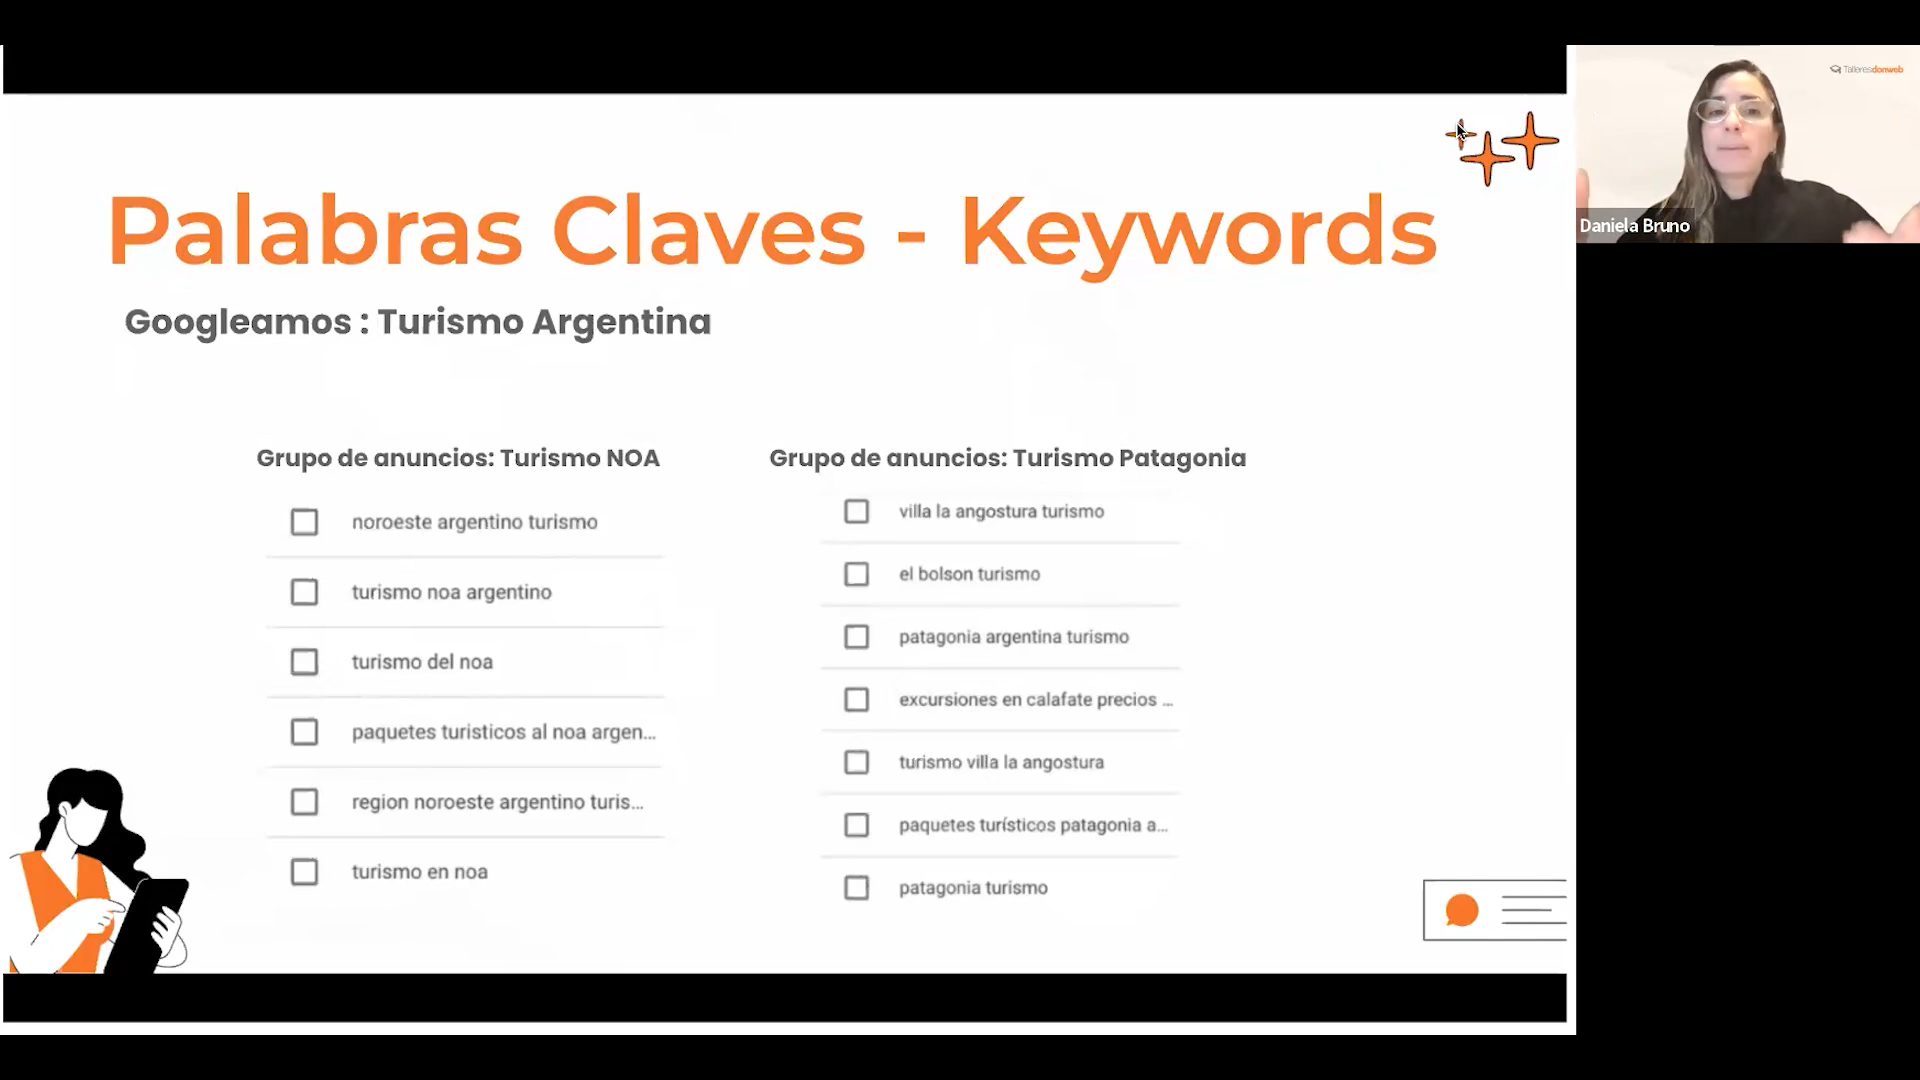 Talleresdonweb
Daniela Bruno
Palabras Claves - Keywords
Googleamos : Turismo Argentina
Grupo de anuncios: Turismo NOA
noroeste argentino turismo
turismo noa argentino
turismo del noa
paquetes turisticos al noa argen...
region noroeste argentino turis...
turismo en noa
Grupo de anuncios: Turismo Patagonia
villa la angostura turismo
el bolson turismo
patagonia argentina turismo
excursiones en calafate precios ...
turismo villa la angostura
paquetes turísticos patagonia a...
patagonia turismo